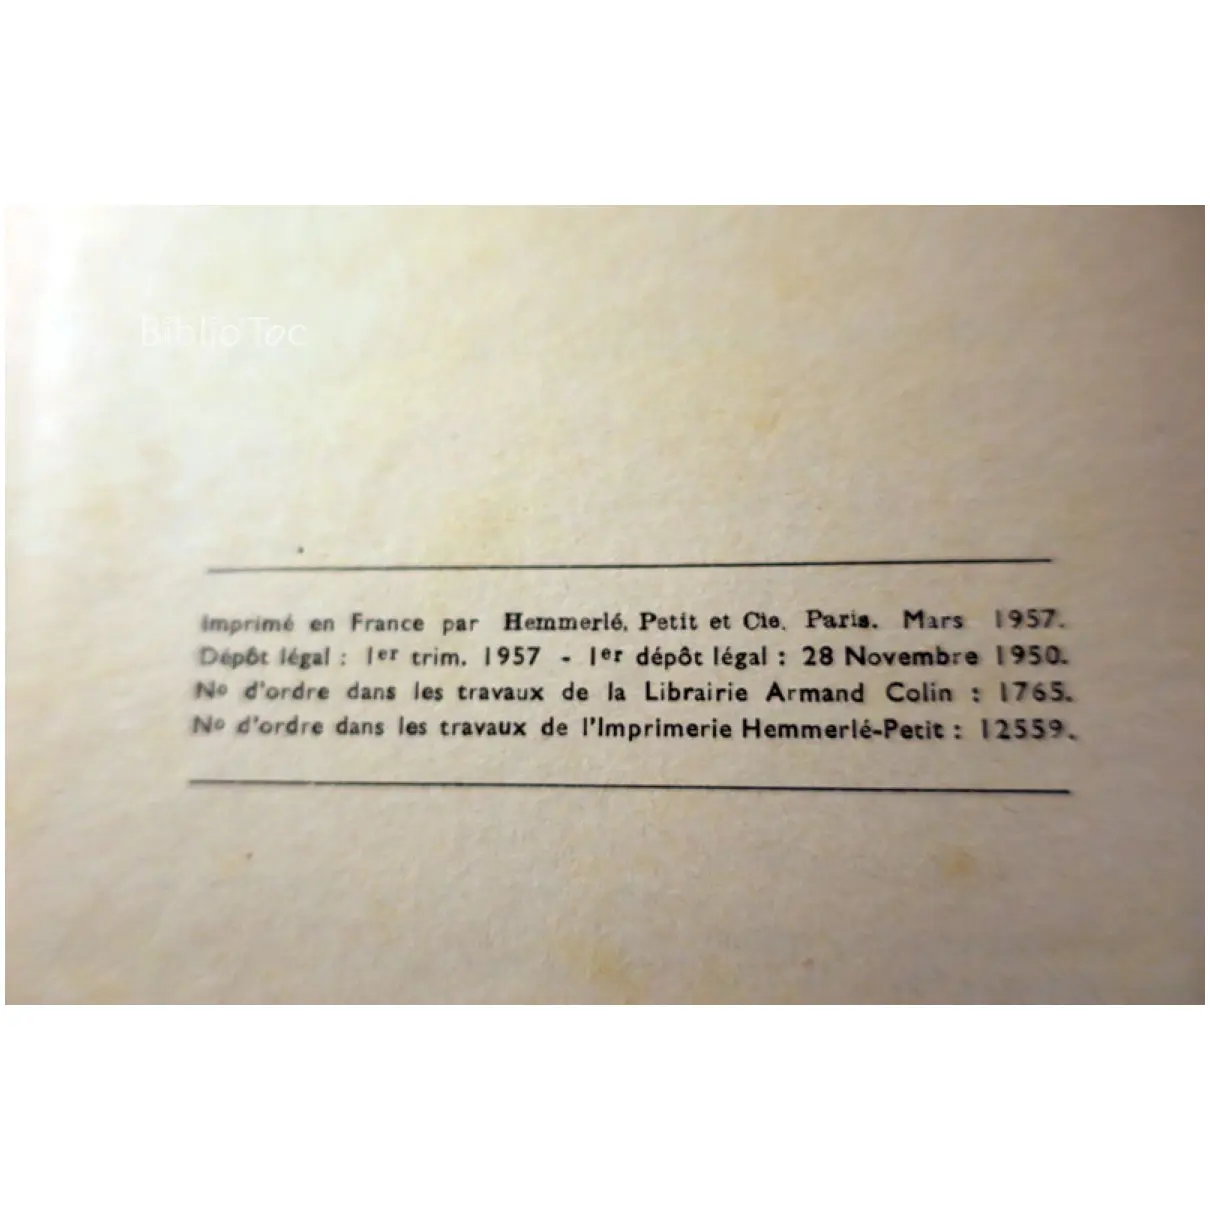 Biblio Toc
Imprimé en France par Hemmerlé, Petit et Cie. Paris. Mars 1957.
Dépôt légal : 1er trim. 1957 - 1er dépôt légal : 28 Novembre 1950.
No d'ordre dans les travaux de la Librairie Armand Colin : 1765.
No d'ordre dans les travaux de l'Imprimerie Hemmerlé-Petit : 12559.